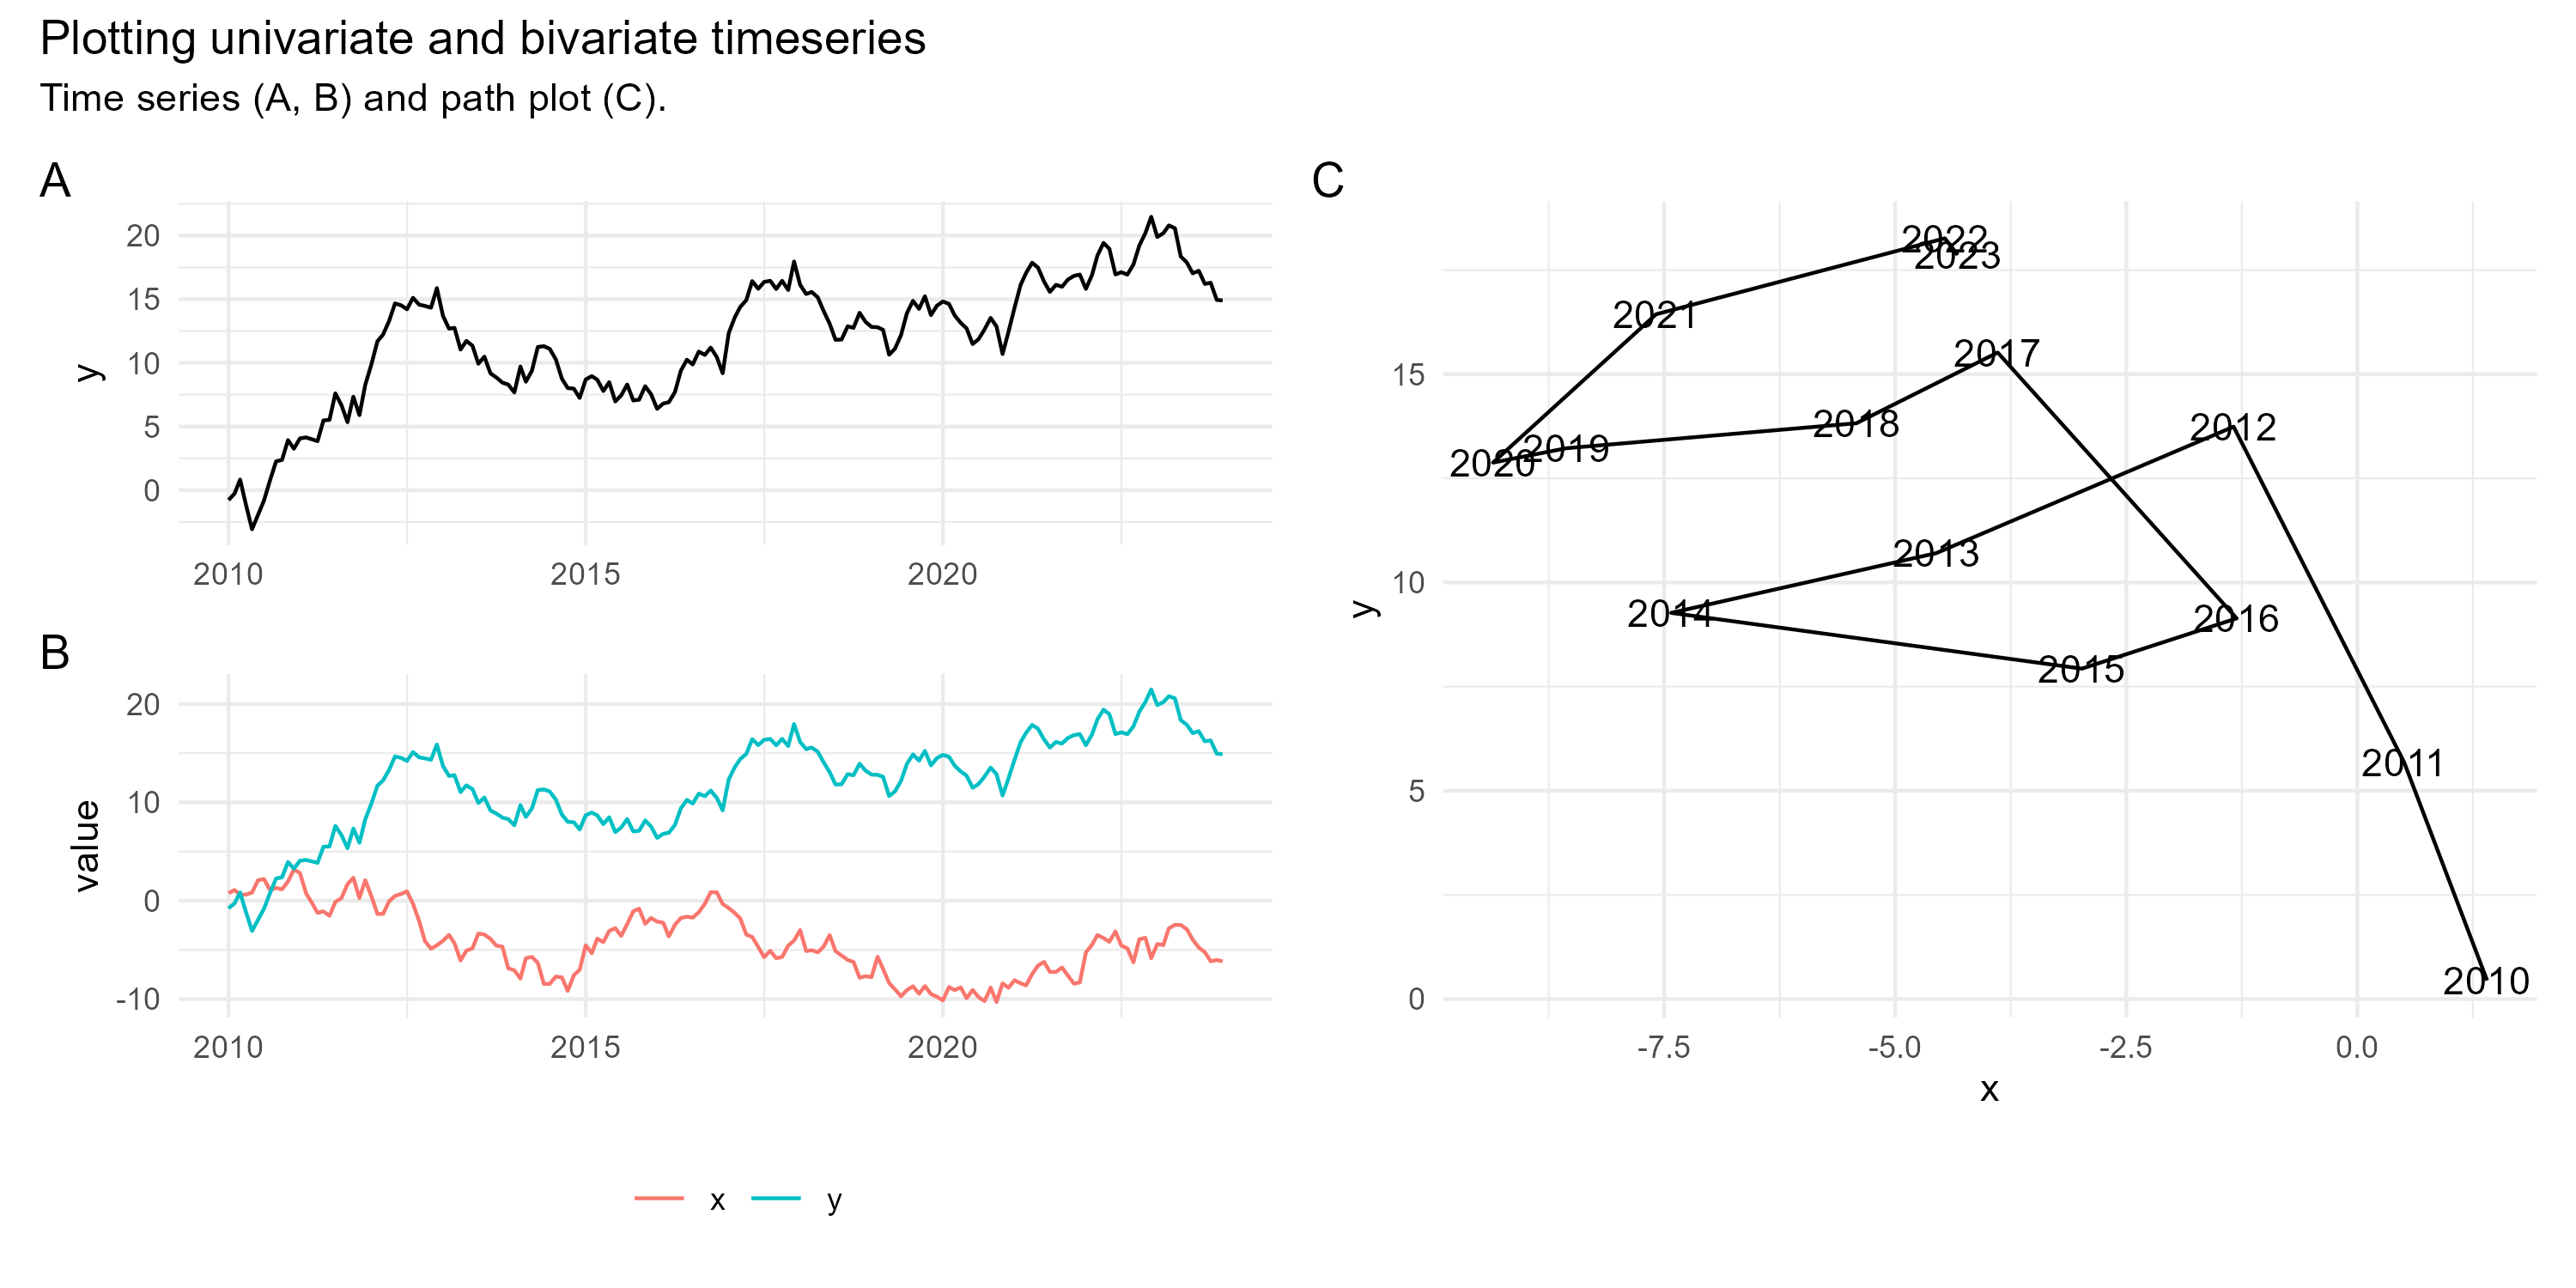 Plotting univariate and bivariate timeseries
Time series (A, B) and path plot (C).
A
20
15
10
5
0
y
2010 2015 2020
B
20
10
0
-10
value
2010 2015 2020
x y
C
2022
2023
2021
2017
2018
2012
2019
2020
2013
2014
2016
2015
2011
2010
15
10
5
0
y
-7.5 -5.0 -2.5 0.0
x